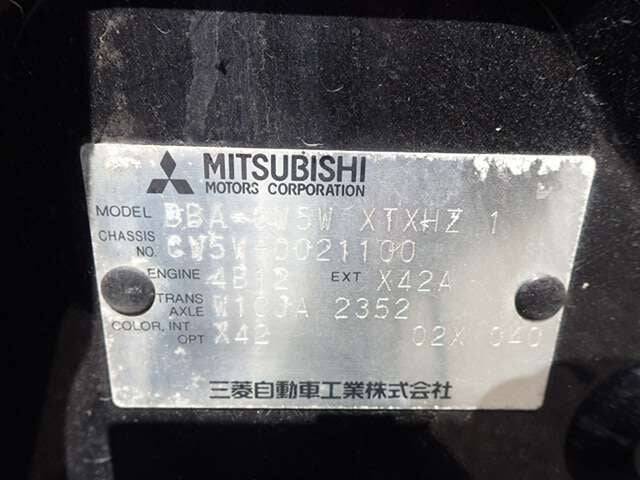 MITSUBISHI
MOTORS CORPORATION
MODEL DBA-CW5W XTXHZ 1
CHASSIS NO. CW5W-0021100
ENGINE 4B12 EXT X42A
TRANS AXLE W1CJA 2352
COLOR, INT OPT X42 02X 040
三菱自動車工業株式会社